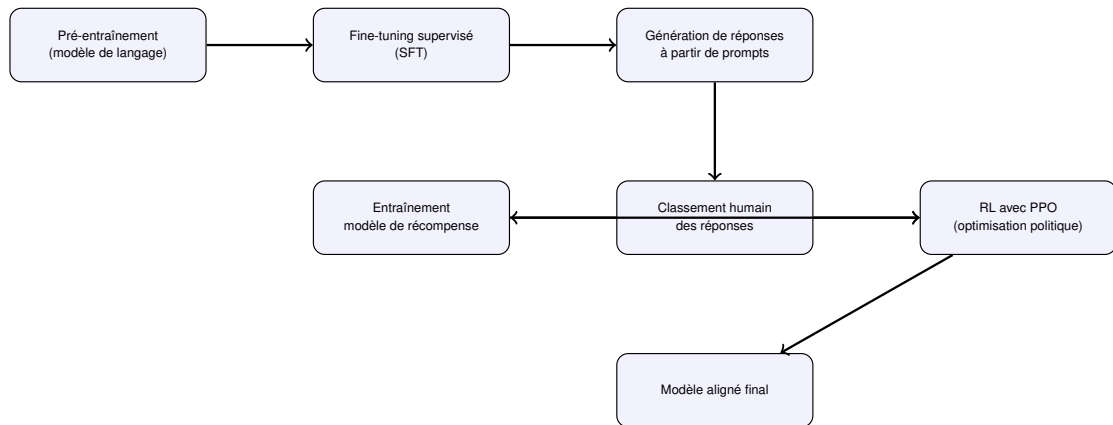 Pré-entraînement
(modèle de langage)
Fine-tuning supervisé
(SFT)
Génération de réponses
à partir de prompts
Entraînement
modèle de récompense
Classement humain
des réponses
RL avec PPO
(optimisation politique)
Modèle aligné final